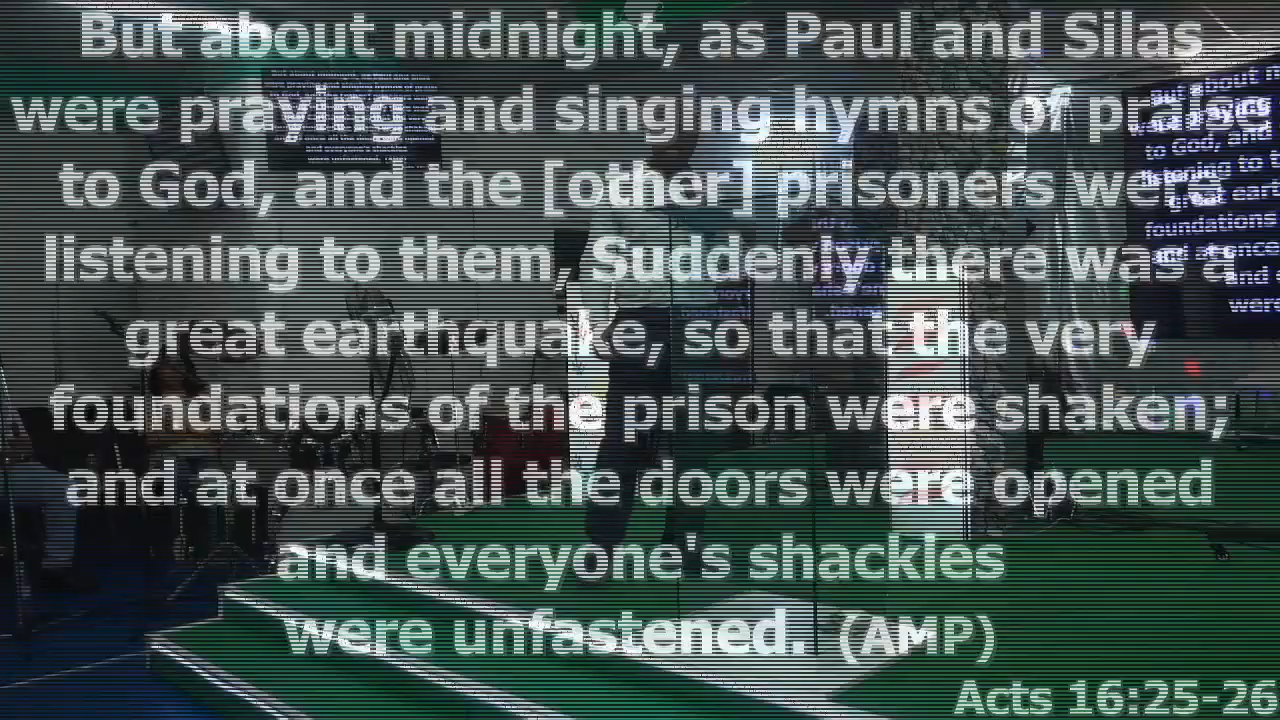 But about midnight, as Paul and Silas
were praying and singing hymns of praise
to God, and the [other] prisoners were
listening to them, Suddenly there was a
great earthquake, so that the very
foundations of the prison were shaken;
and at once all the doors were opened
and everyone's shackles
were unfastened. (AMP)
Acts 16:25-26